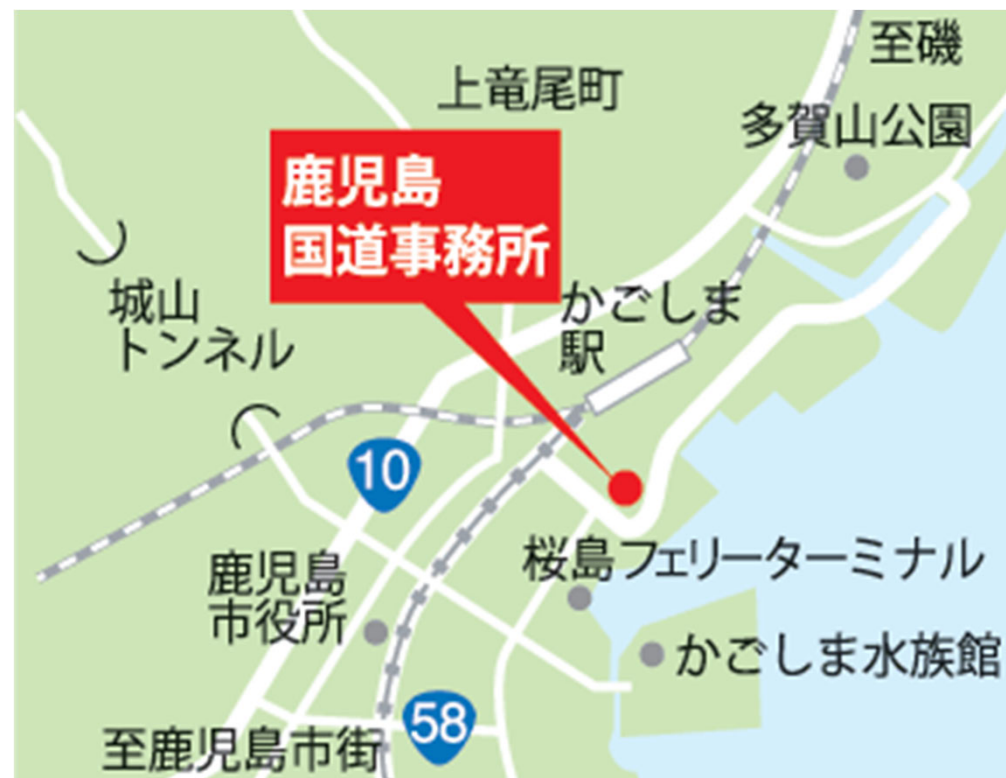 至磯
上竜尾町
多賀山公園
鹿児島
国道事務所
城山
トンネル
かごしま
駅
10
桜島フェリーターミナル
鹿児島
市役所
かごしま水族館
58
至鹿児島市街